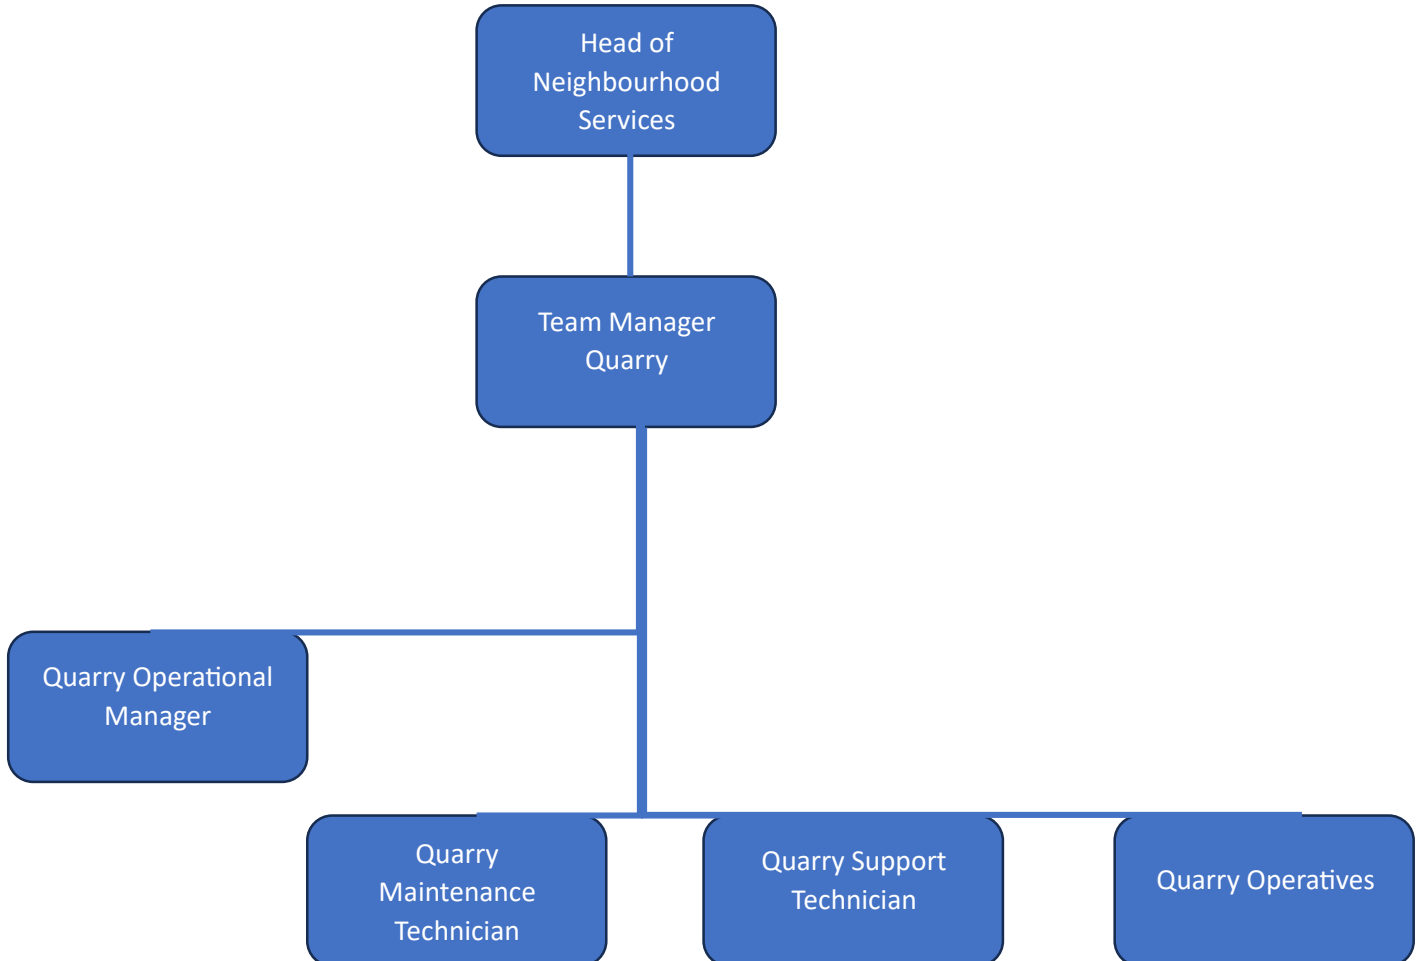 Head of
Neighbourhood
Services
Team Manager
Quarry
Quarry Operational
Manager
Quarry
Maintenance
Technician
Quarry Support
Technician
Quarry Operatives